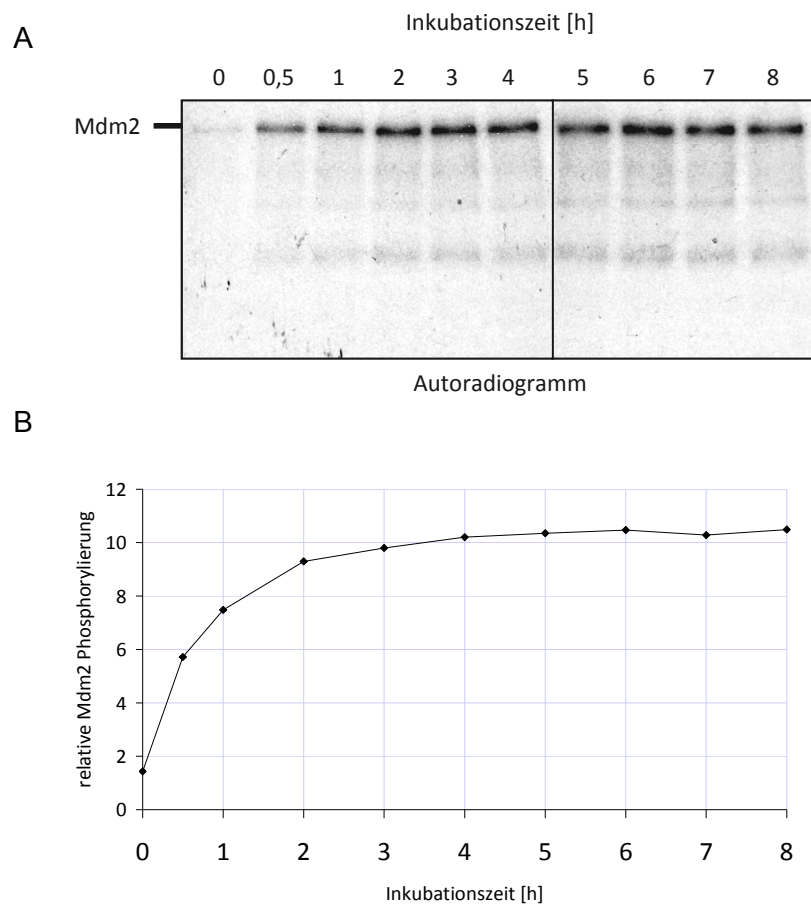 A
Inkubationszeit [h]
0 0,5 1 2 3 4 5 6 7 8
Mdm2
Autoradiogramm
B
relative Mdm2 Phosphorylierung
12
10
8
6
4
2
0
0 1 2 3 4 5 6 7 8
Inkubationszeit [h]